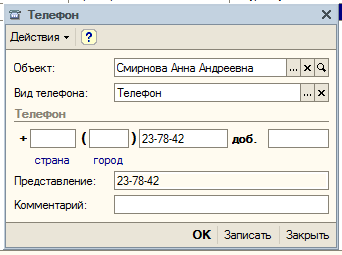 Телефон
Действия ?
Объект: Смирнова Анна Андреевна ... ×
Вид телефона: Телефон ... ×
Телефон
+ ( ) 23-78-42 доб.
страна город
Представление: 23-78-42
Комментарий:
OK Записать Закрыть